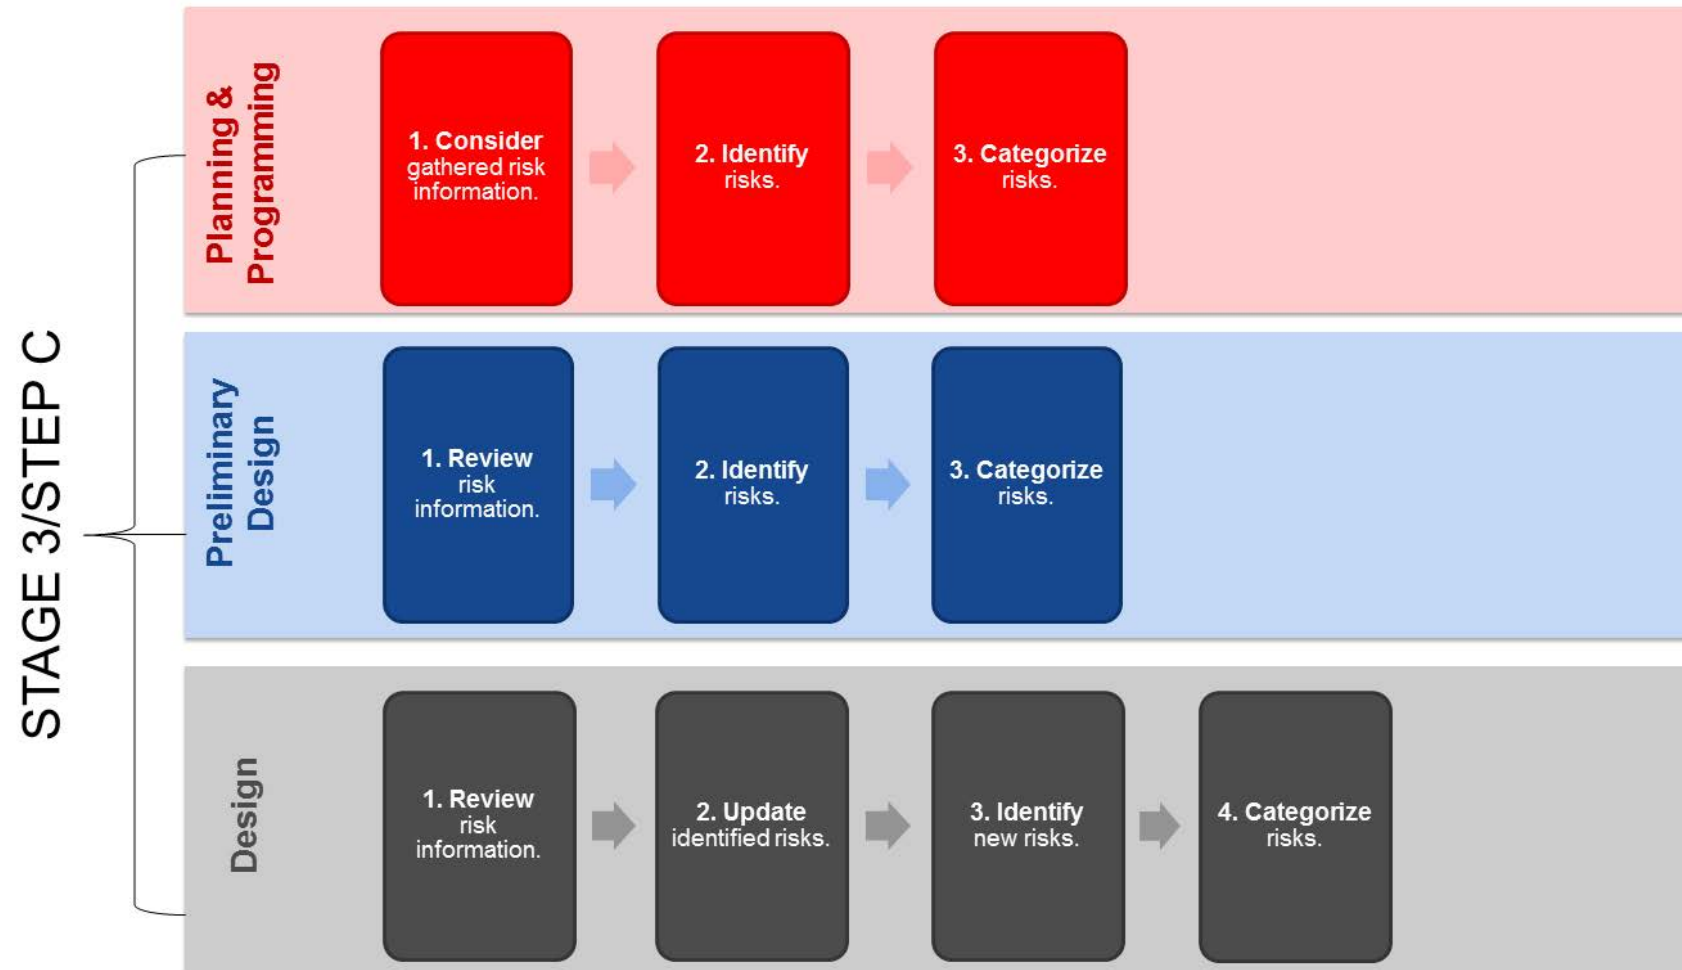 STAGE 3/STEP C
Planning &
Programming
1. Consider
gathered risk
information.
2. Identify
risks.
3. Categorize
risks.
Preliminary
Design
1. Review
risk
information.
2. Identify
risks.
3. Categorize
risks.
Design
1. Review
risk
information.
2. Update
identified risks.
3. Identify
new risks.
4. Categorize
risks.